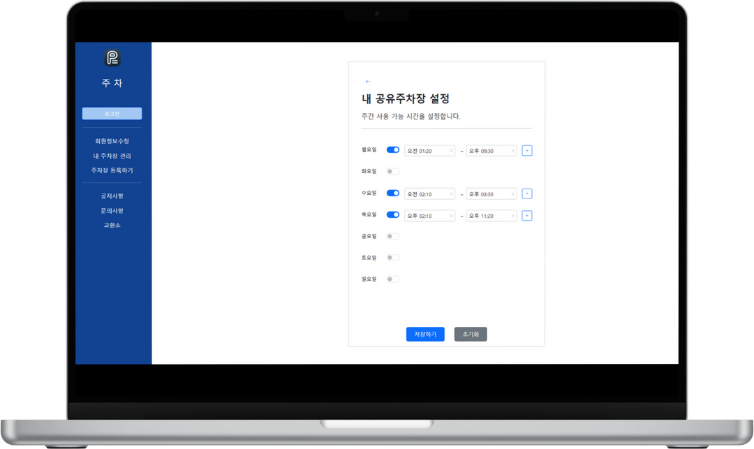 주 차
로그인
회원정보수정
내 주차장 관리
주차장 등록하기
공지사항
문의사항
교환소
←
내 공유주차장 설정
주간 사용 가능 시간을 설정합니다.
월요일 오전 01:20 ~ 오후 09:30 +
화요일
수요일 오전 02:10 ~ 오후 03:30 +
목요일 오후 02:10 ~ 오후 11:20 +
금요일
토요일
일요일
저장하기 초기화